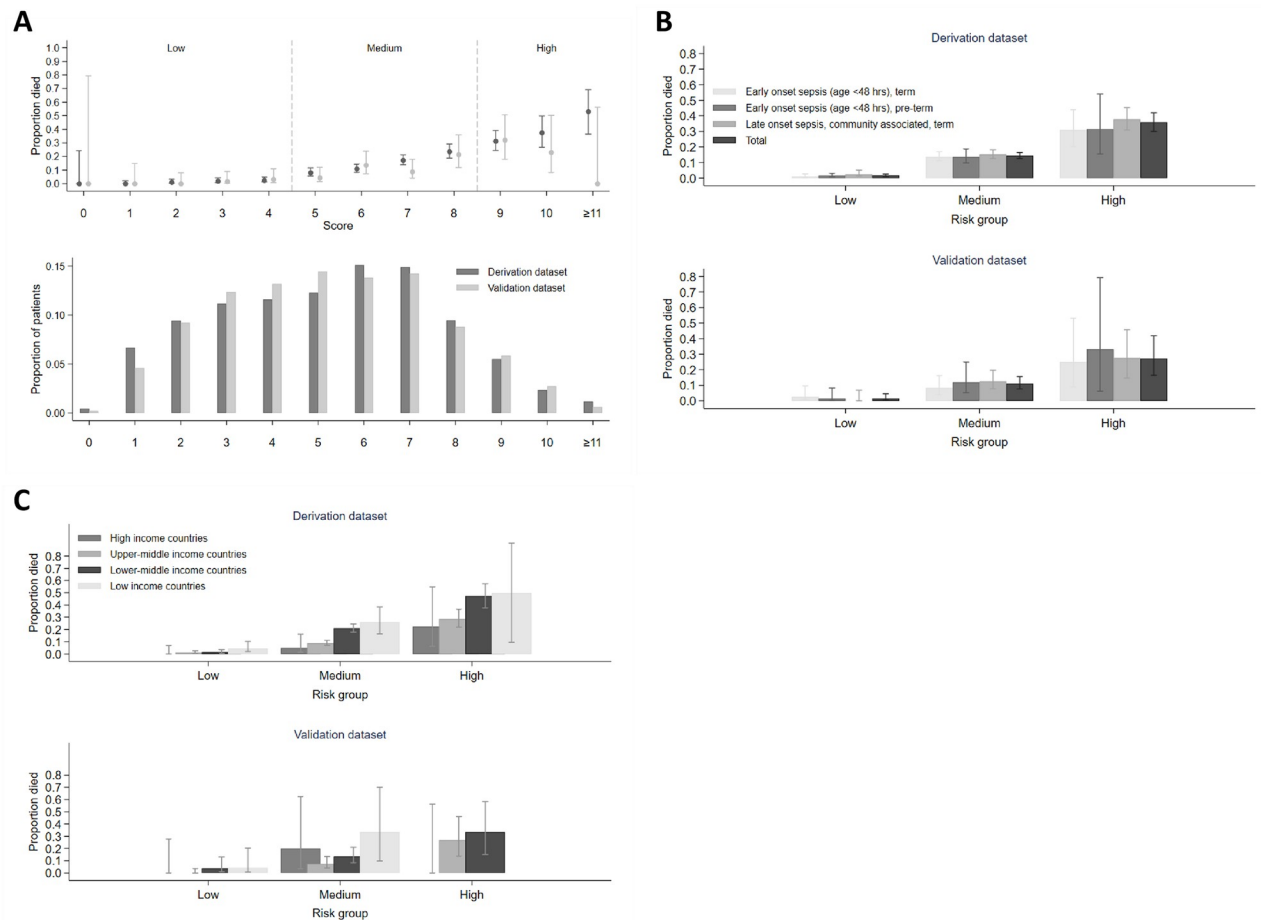 A
Low Medium High
1.0
0.9
0.8
0.7
0.6
0.5
0.4
0.3
0.2
0.1
0.0
Proportion died
0 1 2 3 4 5 6 7 8 9 10 ≥11
Score
0.15
0.10
0.05
0.00
Proportion of patients
Derivation dataset
Validation dataset
0 1 2 3 4 5 6 7 8 9 10 ≥11
B
Derivation dataset
0.8
0.7
0.6
0.5
0.4
0.3
0.2
0.1
0.0
Proportion died
Early onset sepsis (age <48 hrs), term
Early onset sepsis (age <48 hrs), pre-term
Late onset sepsis, community associated, term
Total
Low Medium High
Risk group
Validation dataset
0.8
0.7
0.6
0.5
0.4
0.3
0.2
0.1
0.0
Proportion died
Low Medium High
Risk group
C
Derivation dataset
High income countries
Upper-middle income countries
Lower-middle income countries
Low income countries
0.8
0.7
0.6
0.5
0.4
0.3
0.2
0.1
0.0
Proportion died
Low Medium High
Risk group
Validation dataset
0.8
0.7
0.6
0.5
0.4
0.3
0.2
0.1
0.0
Proportion died
Low Medium High
Risk group